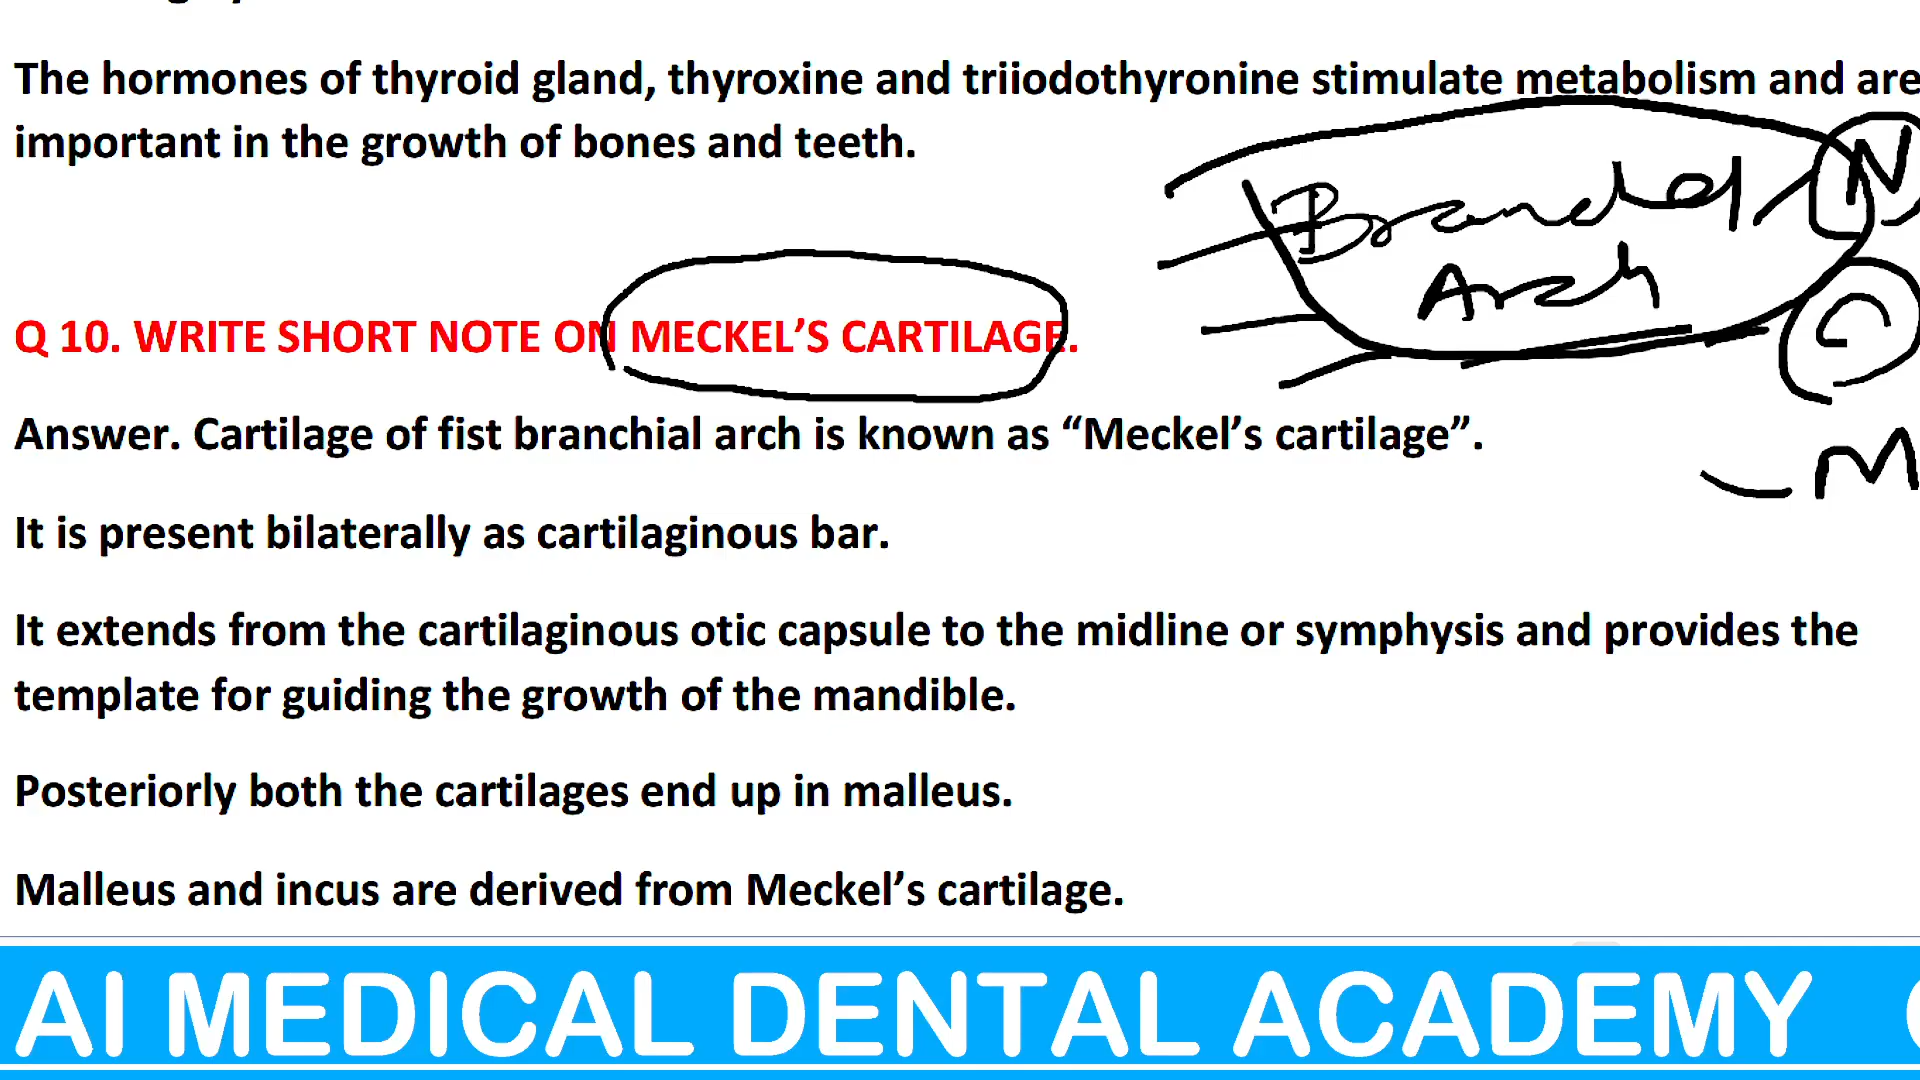 The hormones of thyroid gland, thyroxine and triiodothyronine stimulate metabolism and are
important in the growth of bones and teeth.
Branchel
Arch
N
C
M
Q 10. WRITE SHORT NOTE ON MECKEL’S CARTILAGE.
Answer. Cartilage of fist branchial arch is known as “Meckel’s cartilage”.
It is present bilaterally as cartilaginous bar.
It extends from the cartilaginous otic capsule to the midline or symphysis and provides the
template for guiding the growth of the mandible.
Posteriorly both the cartilages end up in malleus.
Malleus and incus are derived from Meckel’s cartilage.
AI MEDICAL DENTAL ACADEMY